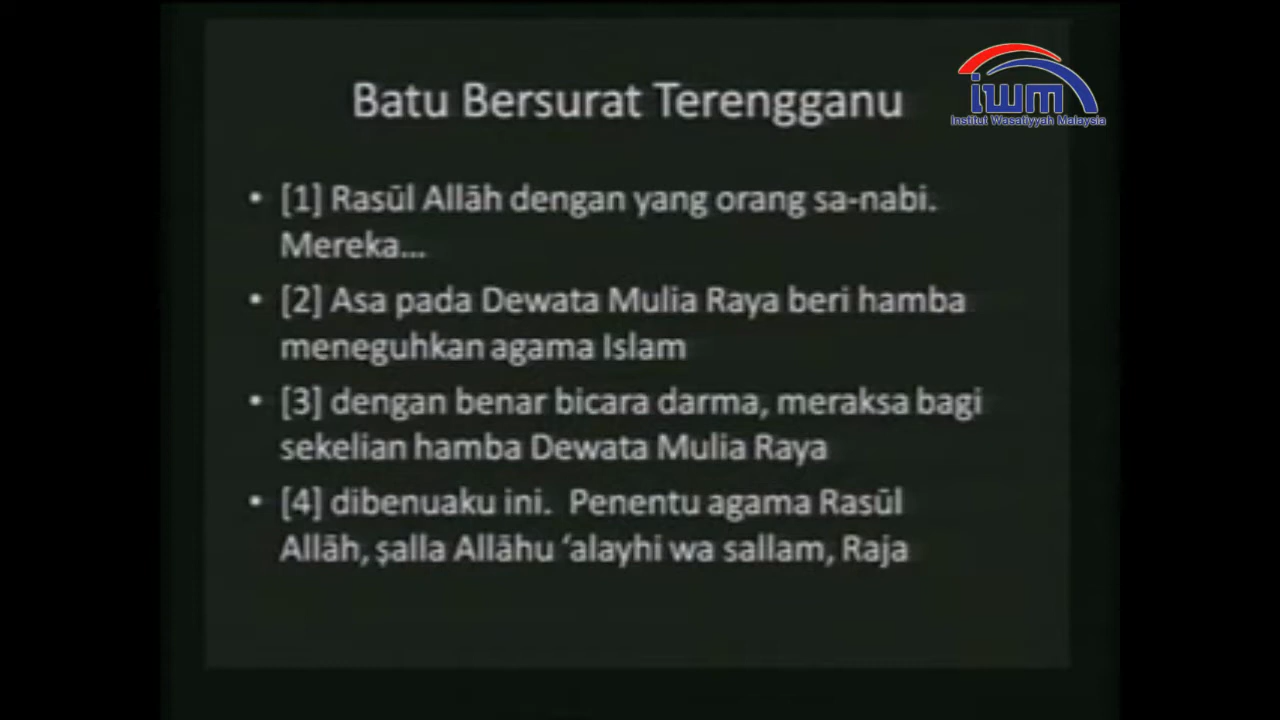 iwm
Institut Wasatiyyah Malaysia
Batu Bersurat Terengganu
• [1] Rasūl Allāh dengan yang orang sa-nabi.
Mereka...
• [2] Asa pada Dewata Mulia Raya beri hamba
meneguhkan agama Islam
• [3] dengan benar bicara darma, meraksa bagi
sekelian hamba Dewata Mulia Raya
• [4] dibenuaku ini.  Penentu agama Rasūl
Allāh, ṣalla Allāhu ‘alayhi wa sallam, Raja